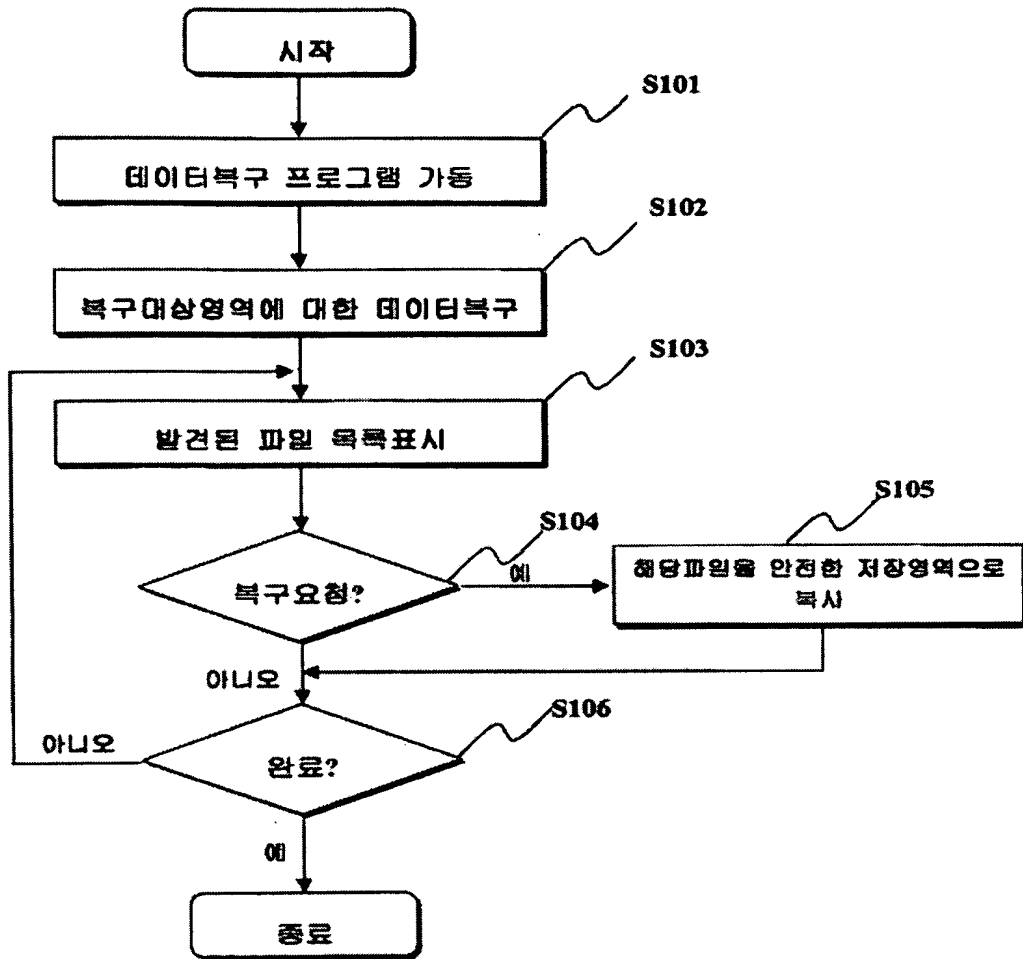 시작
S101
데이터복구 프로그램 가동
S102
복구대상영역에 대한 데이터복구
S103
발견된 파일 목록표시
S104
복구요청?
예
S105
해당파일을 안전한 저장영역으로
복사
아니오
S106
완료?
아니오
예
종료